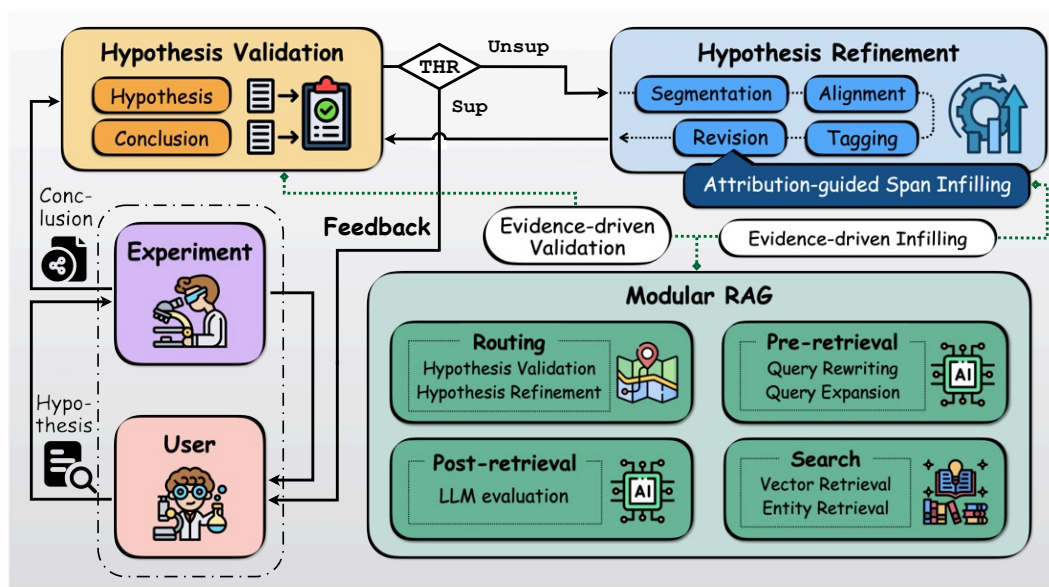 Hypothesis Validation
Hypothesis
Conclusion
THR
Unsup
Sup
Hypothesis Refinement
Segmentation
Alignment
Revision
Tagging
Attribution-guided Span Infilling
Conc-
lusion
Experiment
Feedback
Evidence-driven
Validation
Evidence-driven Infilling
Hypo-
thesis
User
Modular RAG
Routing
Hypothesis Validation
Hypothesis Refinement
Pre-retrieval
Query Rewriting
Query Expansion
AI
Post-retrieval
LLM evaluation
AI
Search
Vector Retrieval
Entity Retrieval